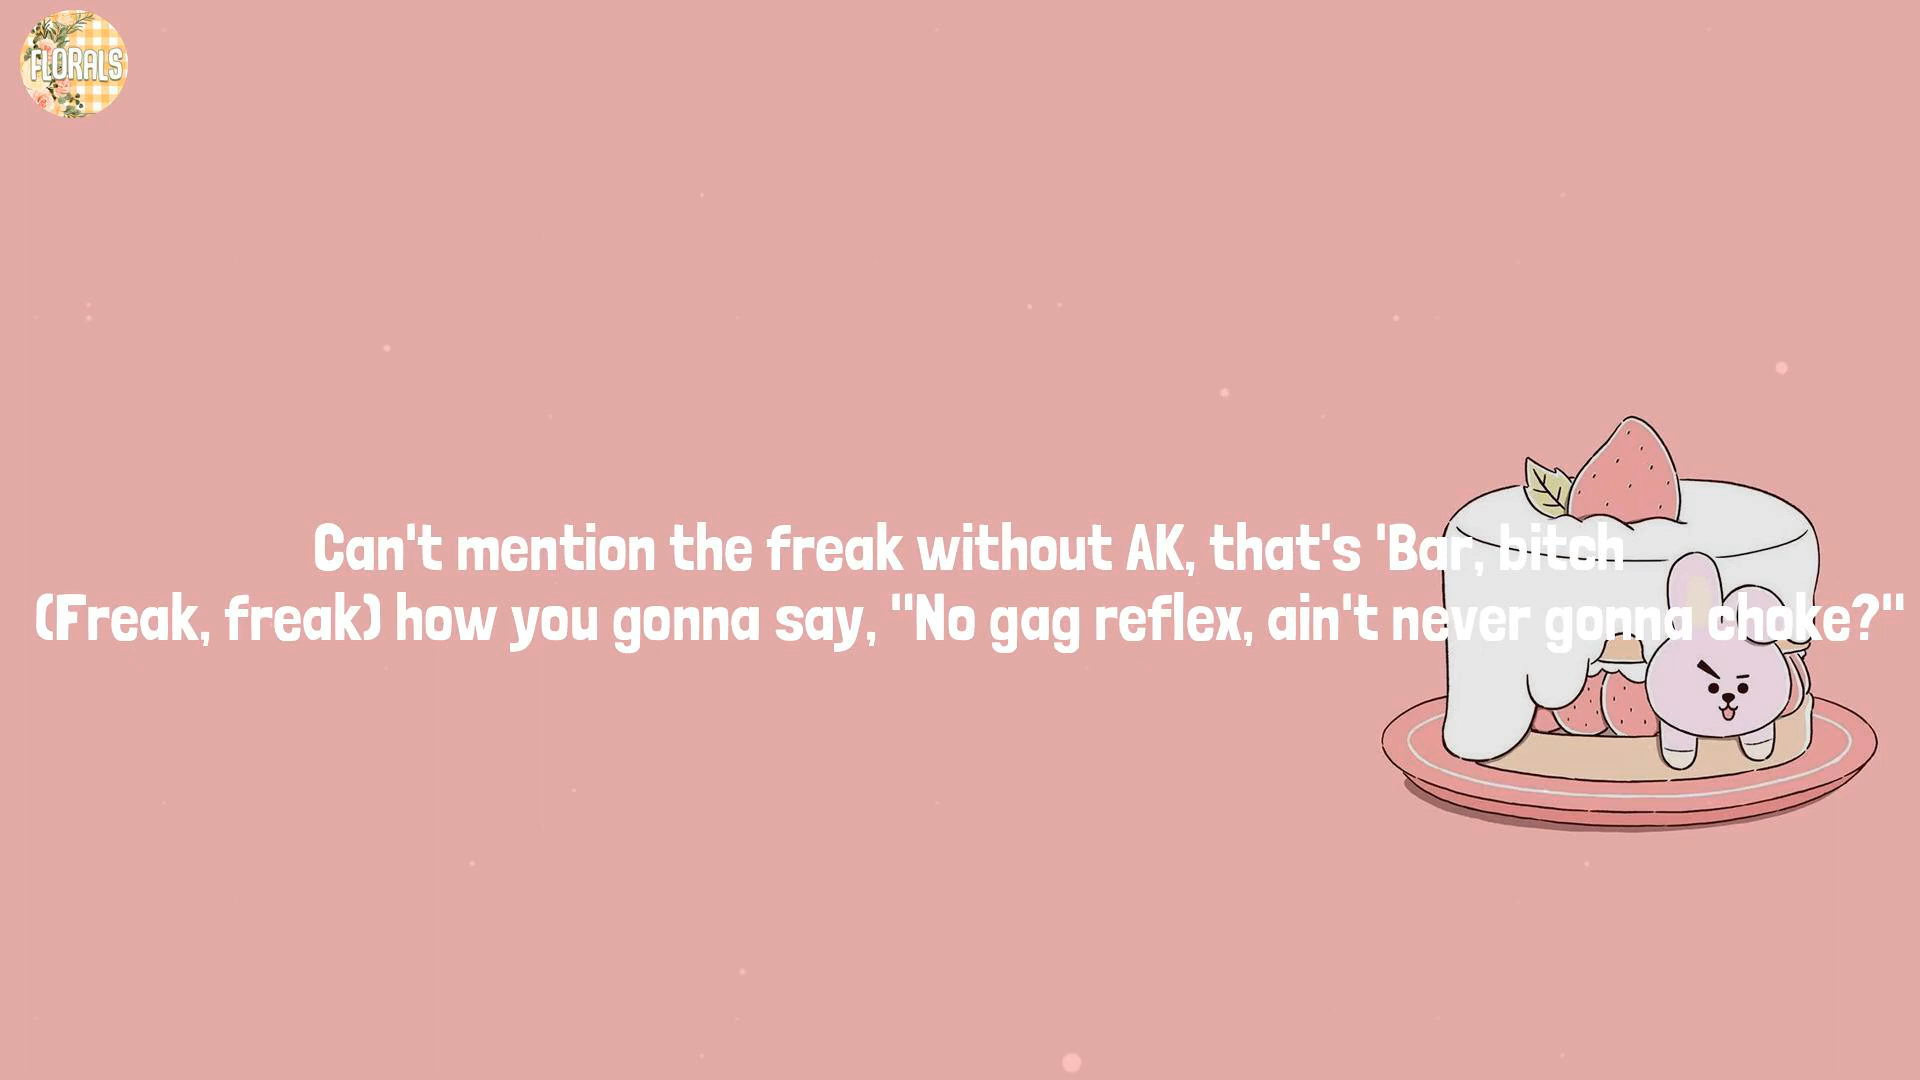 FLORALS
Can't mention the freak without AK, that's 'Bar, bitch
(Freak, freak) how you gonna say, "No gag reflex, ain't never gonna choke?"